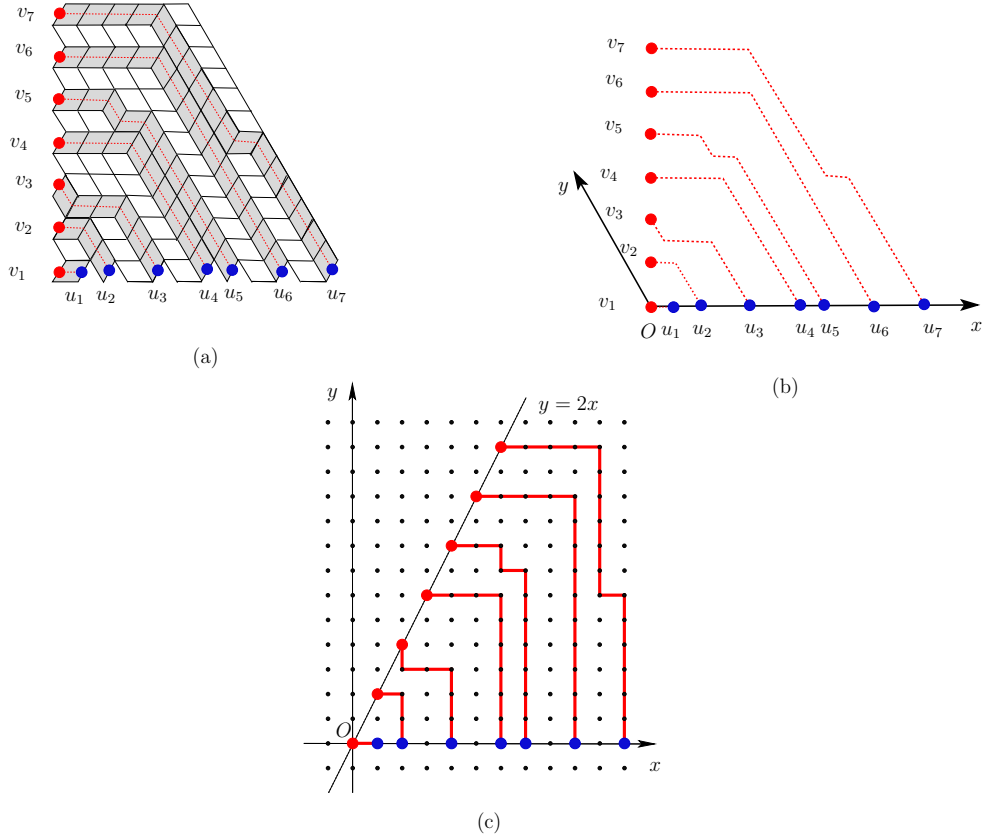 v₇
v₆
v₅
v₄
v₃
v₂
v₁
u₁ u₂ u₃ u₄ u₅ u₆ u₇
(a)
v₇
v₆
v₅
v₄
y
v₃
v₂
v₁
O u₁ u₂ u₃ u₄ u₅ u₆ u₇ x
(b)
y y = 2x
O
x
(c)